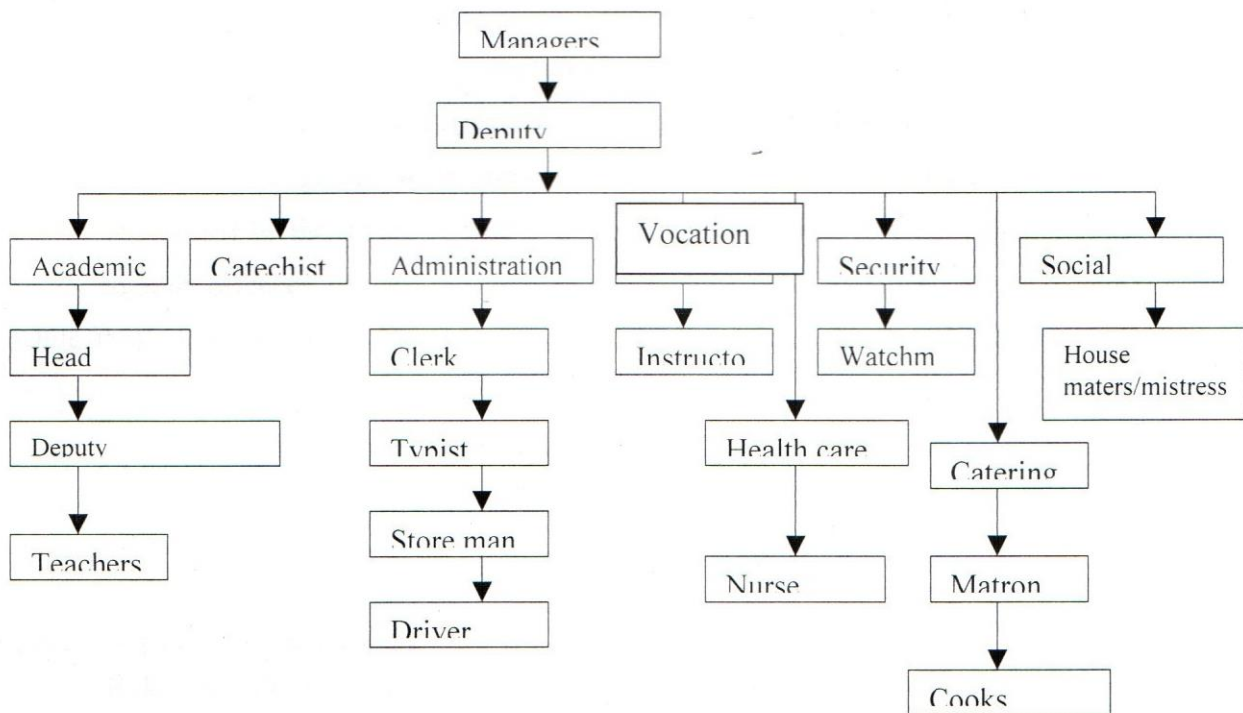 Managers
Deputy
Vocation
Academic
Catechist
Administration
Security
Social
Head
Clerk
Instructo
Watchm
House
maters/mistress
Deputy
Typist
Health care
Catering
Teachers
Store man
Nurse
Matron
Driver
Cooks